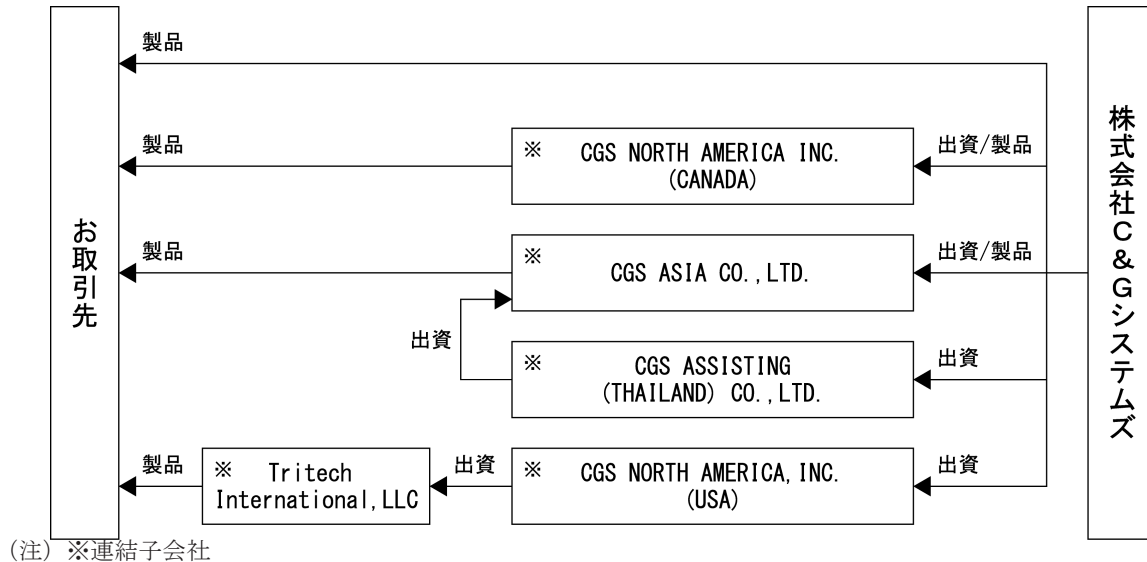 製品
製品
※ CGS NORTH AMERICA INC.
(CANADA)
出資/製品
製品
※ CGS ASIA CO.,LTD.
出資/製品
出資
※ CGS ASSISTING
(THAILAND) CO.,LTD.
出資
製品
※ Tritech
International,LLC
出資
※ CGS NORTH AMERICA,INC.
(USA)
出資
お取引先
株式会社C&Gシステムズ
(注) ※連結子会社